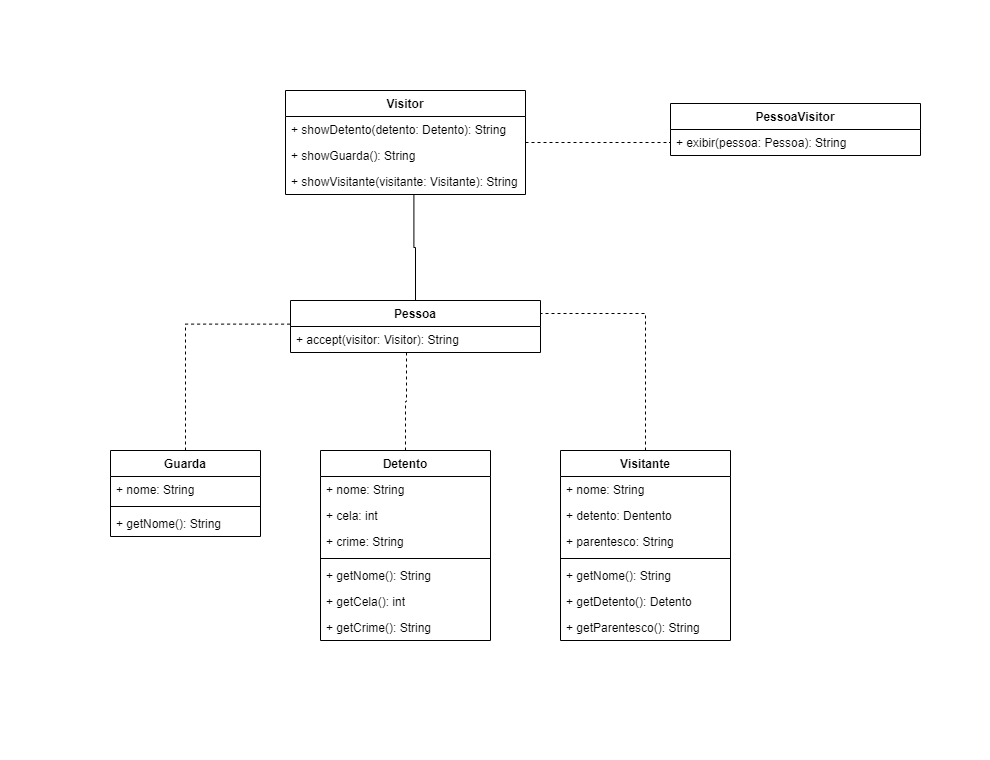 Visitor
+ showDetento(detento: Detento): String
+ showGuarda(): String
+ showVisitante(visitante: Visitante): String
PessoaVisitor
+ exibir(pessoa: Pessoa): String
Pessoa
+ accept(visitor: Visitor): String
Guarda
+ nome: String
+ getNome(): String
Detento
+ nome: String
+ cela: int
+ crime: String
+ getNome(): String
+ getCela(): int
+ getCrime(): String
Visitante
+ nome: String
+ detento: Dentento
+ parentesco: String
+ getNome(): String
+ getDetento(): Detento
+ getParentesco(): String